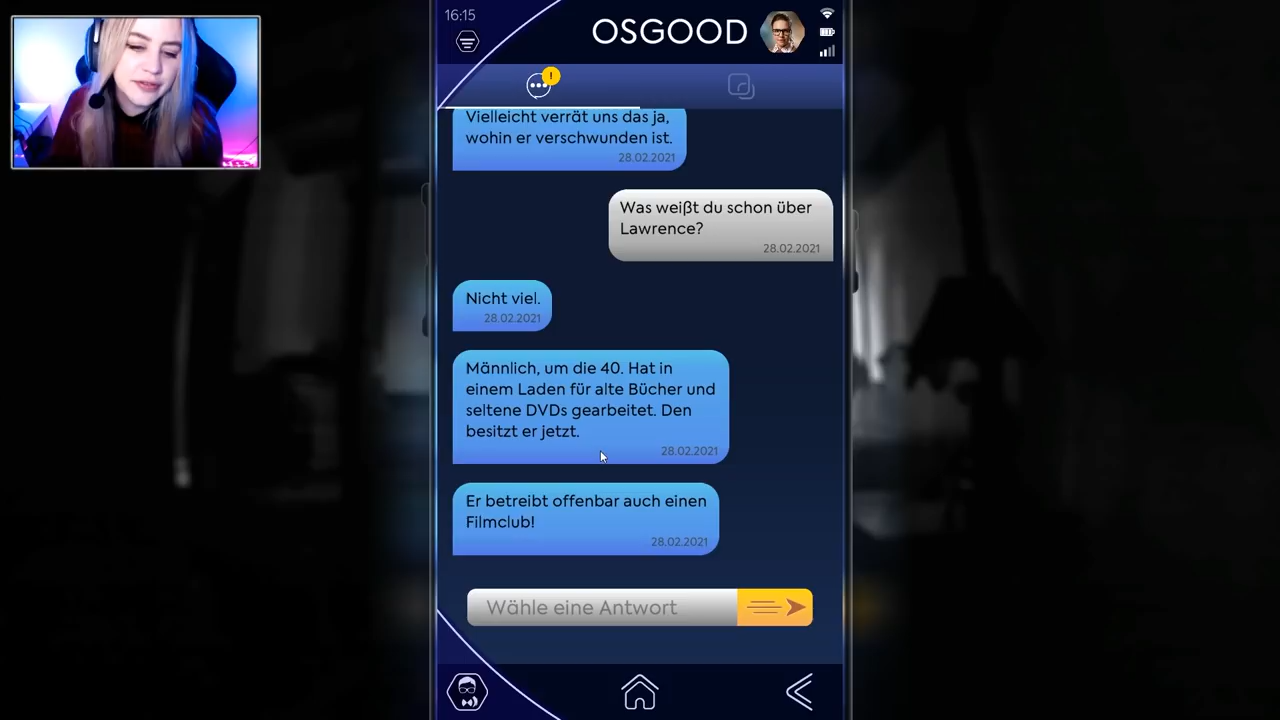 16:15
OSGOOD
Vielleicht verrät uns das ja,
wohin er verschwunden ist.
28.02.2021
Was weißt du schon über
Lawrence?
28.02.2021
Nicht viel.
28.02.2021
Männlich, um die 40. Hat in
einem Laden für alte Bücher und
seltene DVDs gearbeitet. Den
besitzt er jetzt.
28.02.2021
Er betreibt offenbar auch einen
Filmclub!
28.02.2021
Wähle eine Antwort